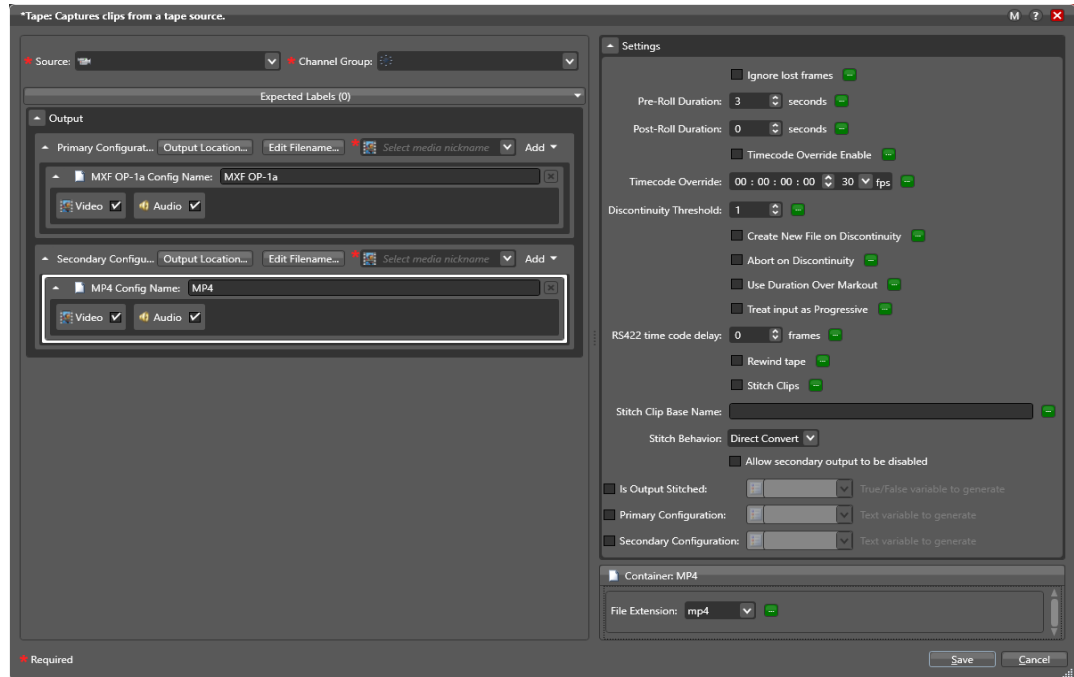 *Tape: Captures clips from a tape source.
M ?
Source:
Channel Group:
Expected Labels (0)
Output
Primary Configurat... Output Location... Edit Filename... Select media nickname Add
MXF OP-1a Config Name: MXF OP-1a
Video Audio
Secondary Configu... Output Location... Edit Filename... Select media nickname Add
MP4 Config Name: MP4
Video Audio
Settings
Ignore lost frames
Pre-Roll Duration: 3 seconds
Post-Roll Duration: 0 seconds
Timecode Override Enable
Timecode Override: 00 : 00 : 00 : 00 30 fps
Discontinuity Threshold: 1
Create New File on Discontinuity
Abort on Discontinuity
Use Duration Over Markout
Treat input as Progressive
RS422 time code delay: 0 frames
Rewind tape
Stitch Clips
Stitch Clip Base Name:
Stitch Behavior: Direct Convert
Allow secondary output to be disabled
Is Output Stitched: True/False variable to generate
Primary Configuration: Text variable to generate
Secondary Configuration: Text variable to generate
Container: MP4
File Extension: mp4
Required
Save Cancel